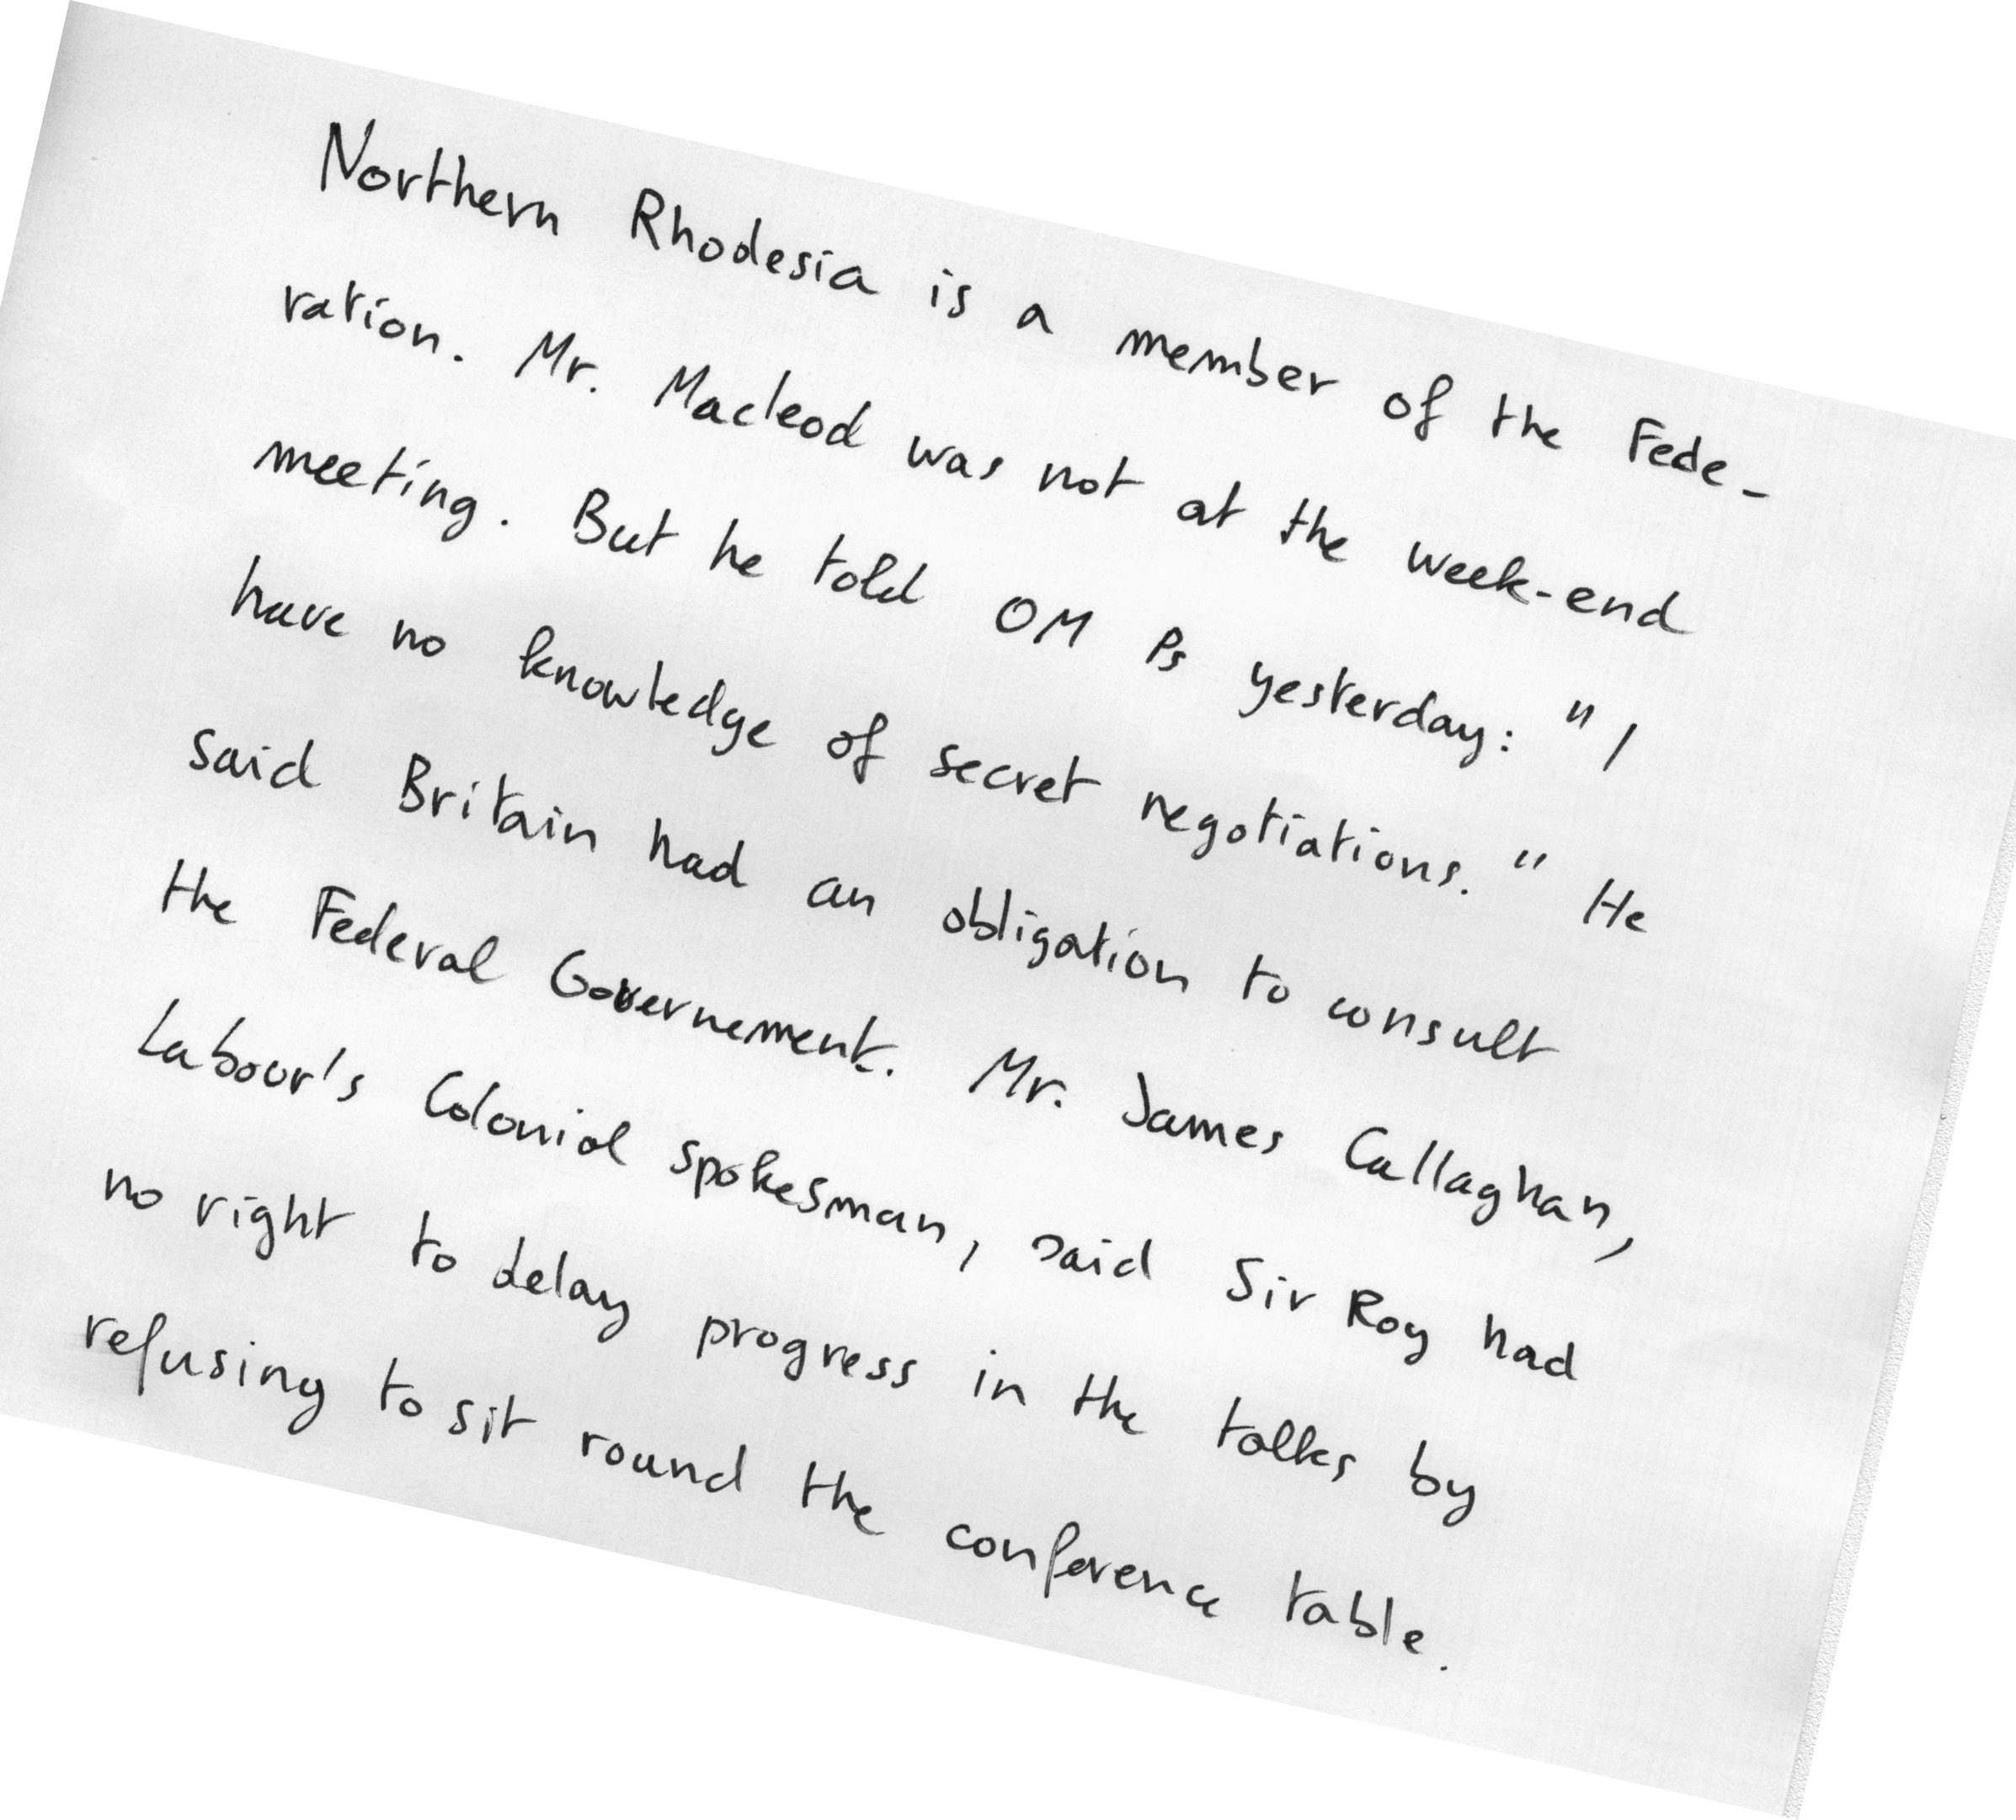 Northern Rhodesia is a member of the Fede-
ration. Mr. Macleod was not at the week-end
meeting. But he told OM Ps yesterday: "I
have no knowledge of secret negotiations." He
said Britain had an obligation to consult
the Federal Governement. Mr. James Callaghan,
Labour's Colonial spokesman, said Sir Roy had
no right to delay progress in the talks by
refusing to sit round the conference table.